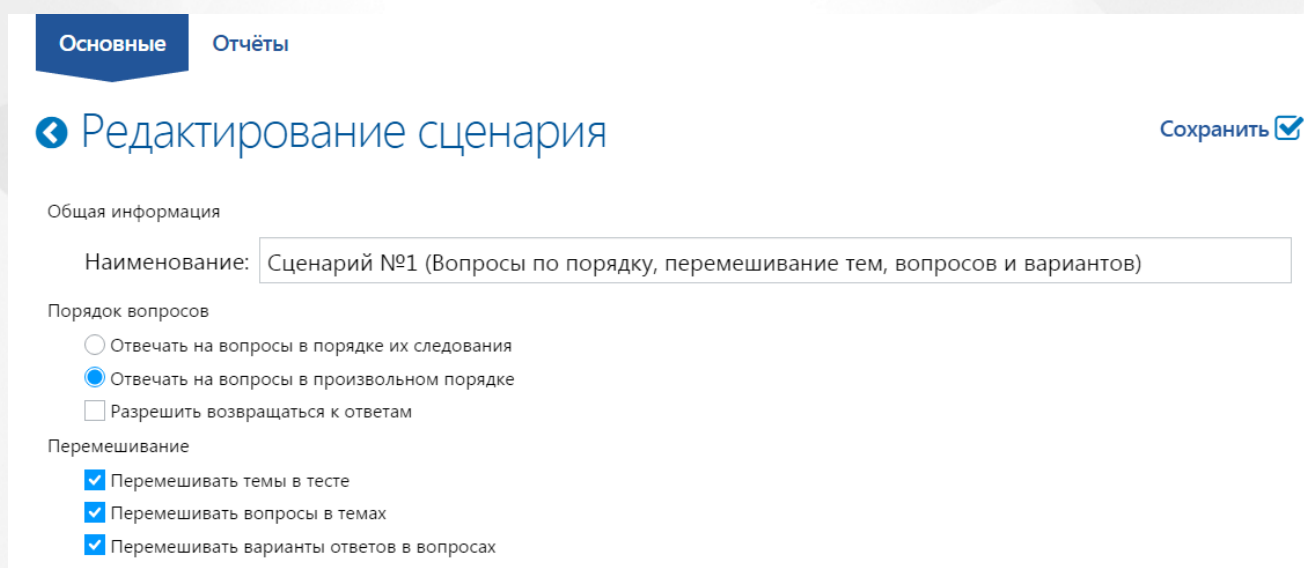 Основные Отчёты
Редактирование сценария
Сохранить
Общая информация
Наименование: Сценарий №1 (Вопросы по порядку, перемешивание тем, вопросов и вариантов)
Порядок вопросов
Отвечать на вопросы в порядке их следования
Отвечать на вопросы в произвольном порядке
Разрешить возвращаться к ответам
Перемешивание
Перемешивать темы в тесте
Перемешивать вопросы в темах
Перемешивать варианты ответов в вопросах